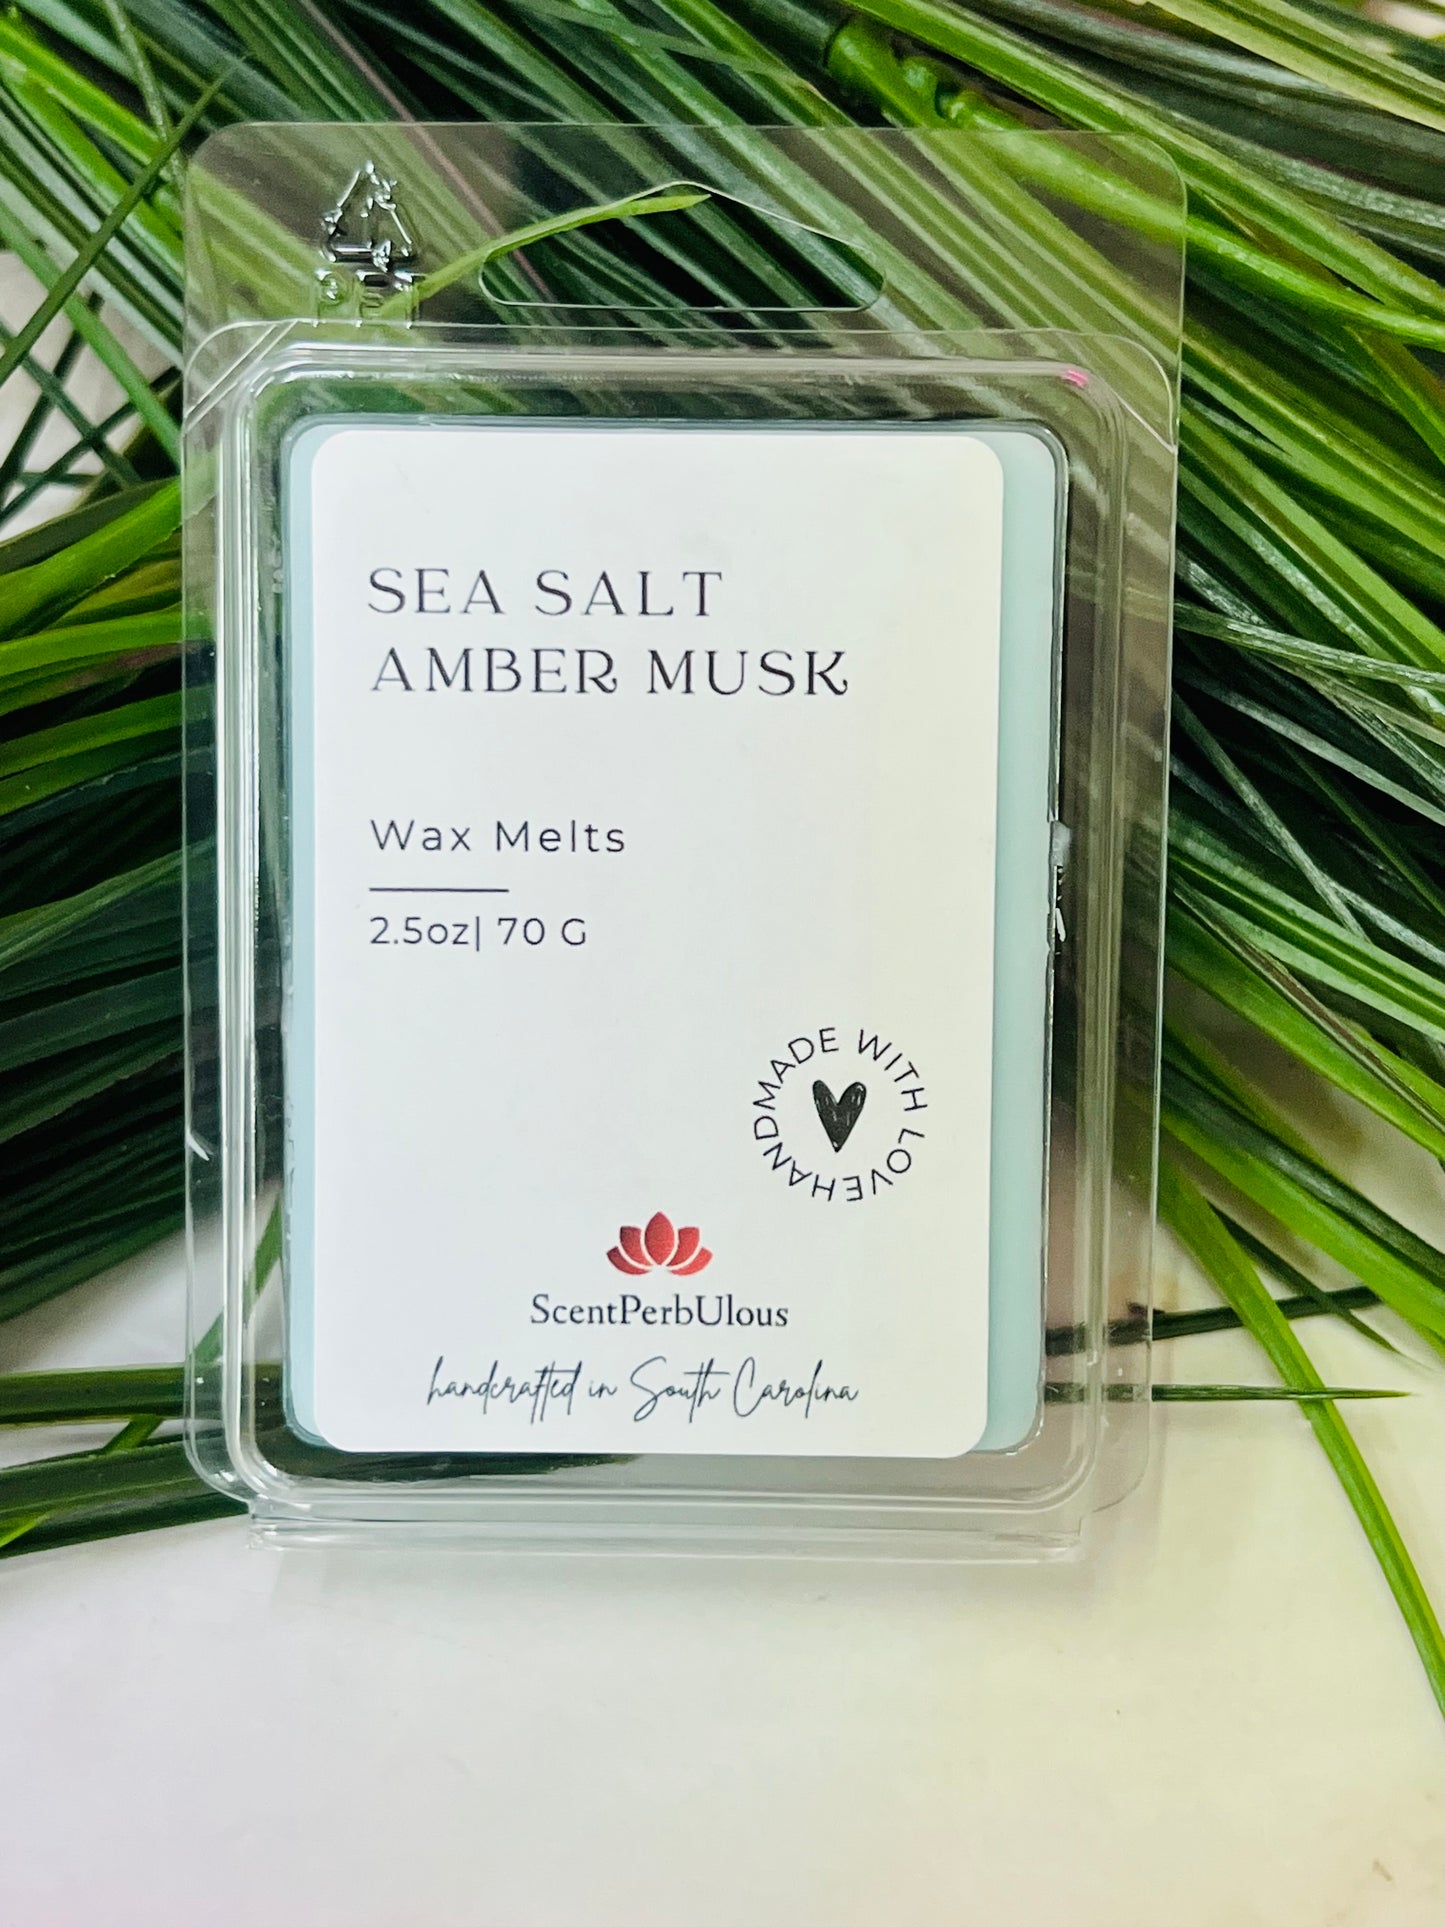 SEA SALT
AMBER MUSK
Wax Melts
2.5oz| 70 G
HANDMADE WITH LOVE
ScentPerbUlous
handcrafted in South Carolina